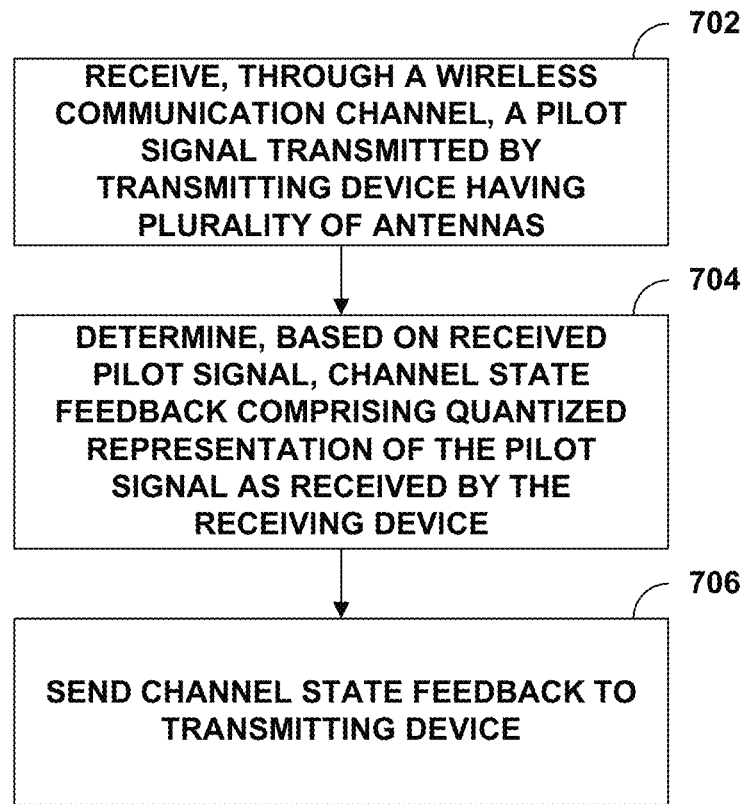 702
RECEIVE, THROUGH A WIRELESS
COMMUNICATION CHANNEL, A PILOT
SIGNAL TRANSMITTED BY
TRANSMITTING DEVICE HAVING
PLURALITY OF ANTENNAS
704
DETERMINE, BASED ON RECEIVED
PILOT SIGNAL, CHANNEL STATE
FEEDBACK COMPRISING QUANTIZED
REPRESENTATION OF THE PILOT
SIGNAL AS RECEIVED BY THE
RECEIVING DEVICE
706
SEND CHANNEL STATE FEEDBACK TO
TRANSMITTING DEVICE